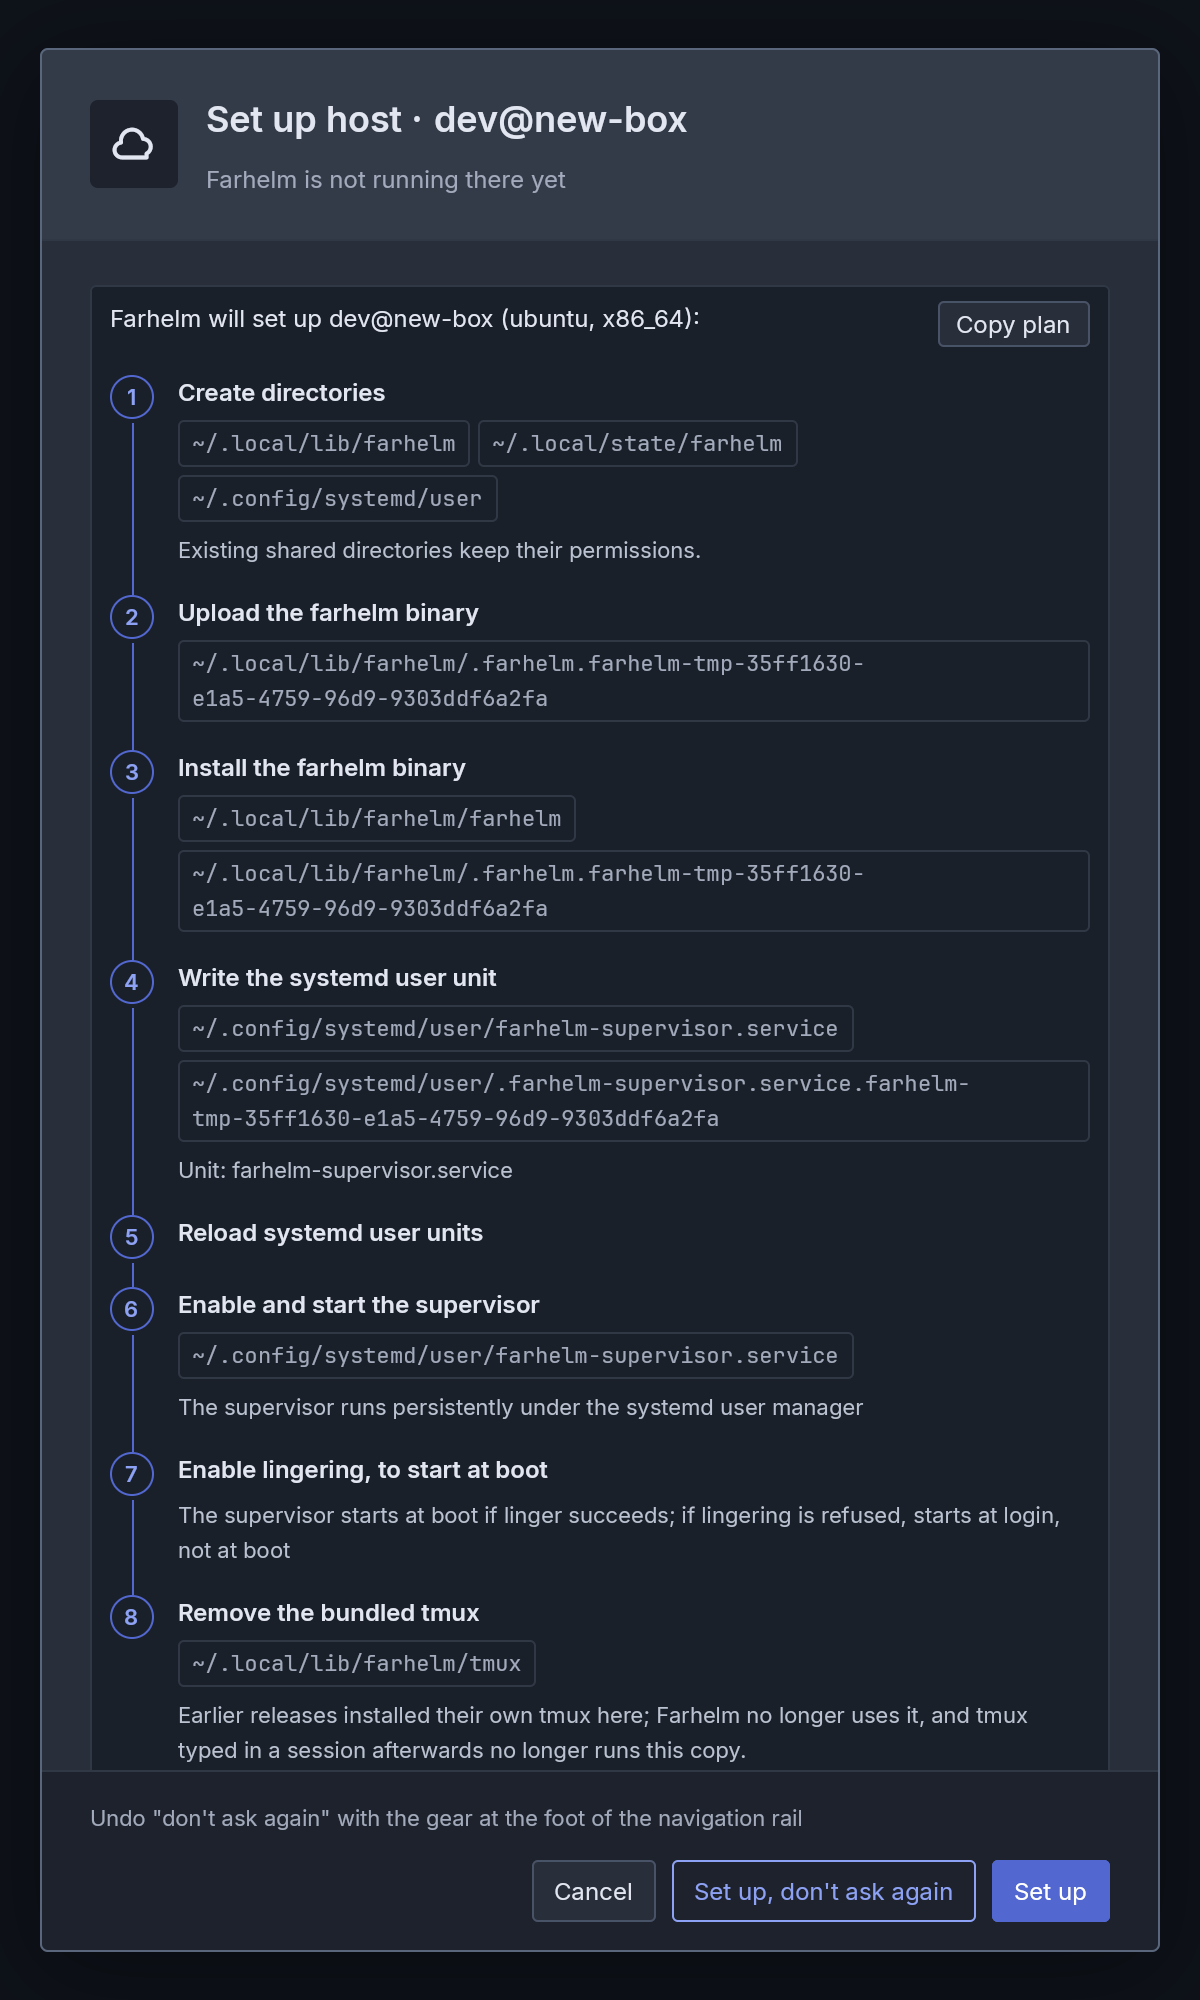 Set up host · dev@new-box
Farhelm is not running there yet
Farhelm will set up dev@new-box (ubuntu, x86_64):
Copy plan
1
Create directories
~/.local/lib/farhelm
~/.local/state/farhelm
~/.config/systemd/user
Existing shared directories keep their permissions.
2
Upload the farhelm binary
~/.local/lib/farhelm/.farhelm.farhelm-tmp-35ff1630-
e1a5-4759-96d9-9303ddf6a2fa
3
Install the farhelm binary
~/.local/lib/farhelm/farhelm
~/.local/lib/farhelm/.farhelm.farhelm-tmp-35ff1630-
e1a5-4759-96d9-9303ddf6a2fa
4
Write the systemd user unit
~/.config/systemd/user/farhelm-supervisor.service
~/.config/systemd/user/.farhelm-supervisor.service.farhelm-
tmp-35ff1630-e1a5-4759-96d9-9303ddf6a2fa
Unit: farhelm-supervisor.service
5
Reload systemd user units
6
Enable and start the supervisor
~/.config/systemd/user/farhelm-supervisor.service
The supervisor runs persistently under the systemd user manager
7
Enable lingering, to start at boot
The supervisor starts at boot if linger succeeds; if lingering is refused, starts at login,
not at boot
8
Remove the bundled tmux
~/.local/lib/farhelm/tmux
Earlier releases installed their own tmux here; Farhelm no longer uses it, and tmux
typed in a session afterwards no longer runs this copy.
Undo "don't ask again" with the gear at the foot of the navigation rail
Cancel
Set up, don't ask again
Set up